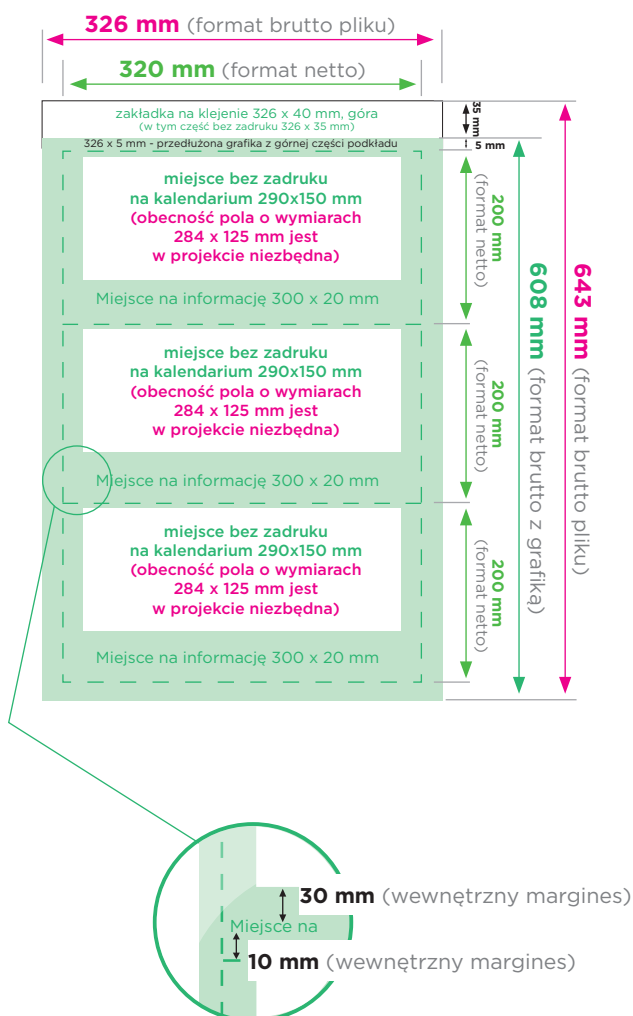 326 mm (format brutto pliku)
320 mm (format netto)
zakładka na klejenie 326 x 40 mm, góra
(w tym część bez zadruku 326 x 35 mm)
35 mm
326 x 5 mm - przedłużona grafika z górnej części podkładu
5 mm
miejsce bez zadruku
na kalendarium 290x150 mm
(obecność pola o wymiarach
284 x 125 mm jest
w projekcie niezbędna)
Miejsce na informację 300 x 20 mm
200 mm
(format netto)
miejsce bez zadruku
na kalendarium 290x150 mm
(obecność pola o wymiarach
284 x 125 mm jest
w projekcie niezbędna)
Miejsce na informację 300 x 20 mm
200 mm
(format netto)
miejsce bez zadruku
na kalendarium 290x150 mm
(obecność pola o wymiarach
284 x 125 mm jest
w projekcie niezbędna)
Miejsce na informację 300 x 20 mm
200 mm
(format netto)
608 mm (format brutto z grafiką)
643 mm (format brutto pliku)
30 mm (wewnętrzny margines)
Miejsce na
10 mm (wewnętrzny margines)